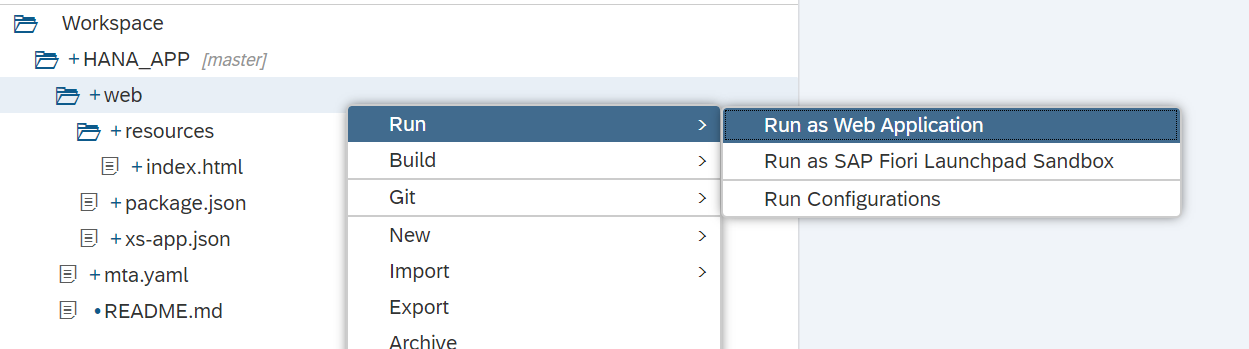 Workspace
+HANA_APP [master]
+web
+resources
+index.html
+package.json
+xs-app.json
+mta.yaml
•README.md
Run >
Build >
Git >
New >
Import >
Export
Archive
Run as Web Application
Run as SAP Fiori Launchpad Sandbox
Run Configurations